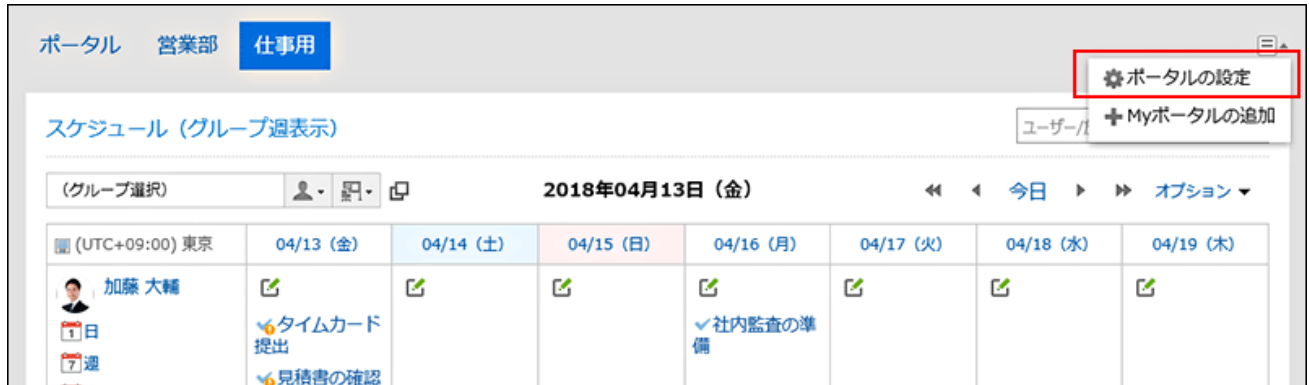 ポータル 営業部 仕事用
ポータルの設定
Myポータルの追加
スケジュール（グループ週表示）
ユーザー/
（グループ選択）
2018年04月13日（金）
今日
オプション
(UTC+09:00) 東京 04/13（金） 04/14（土） 04/15（日） 04/16（月） 04/17（火） 04/18（水） 04/19（木）
加藤 大輔
1 日
7 週
タイムカード
提出
見積書の確認
社内監査の準
備